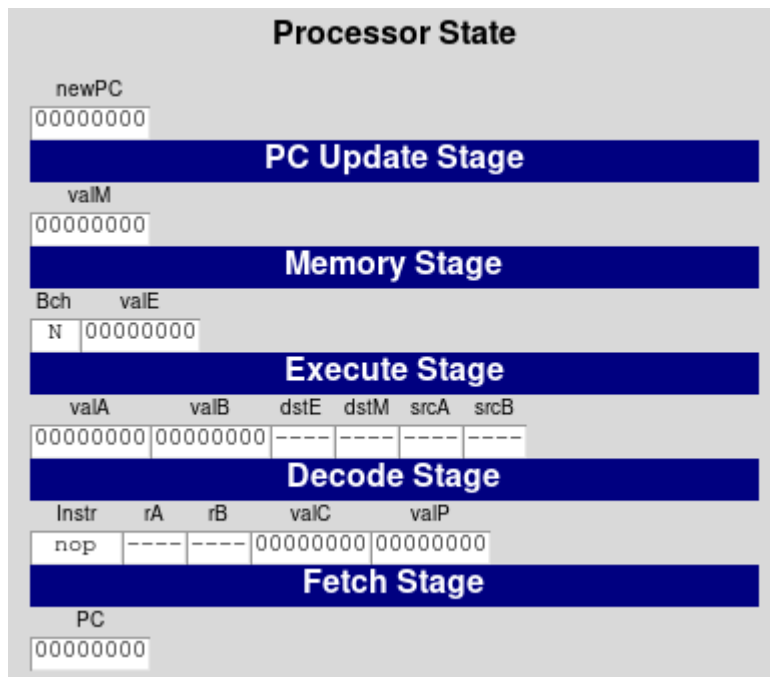 Processor State
newPC
00000000
PC Update Stage
valM
00000000
Memory Stage
Bch valE
N 00000000
Execute Stage
valA valB dstE dstM srcA srcB
00000000 00000000 ---- ---- ---- ----
Decode Stage
Instr rA rB valC valP
nop ---- ---- 00000000 00000000
Fetch Stage
PC
00000000